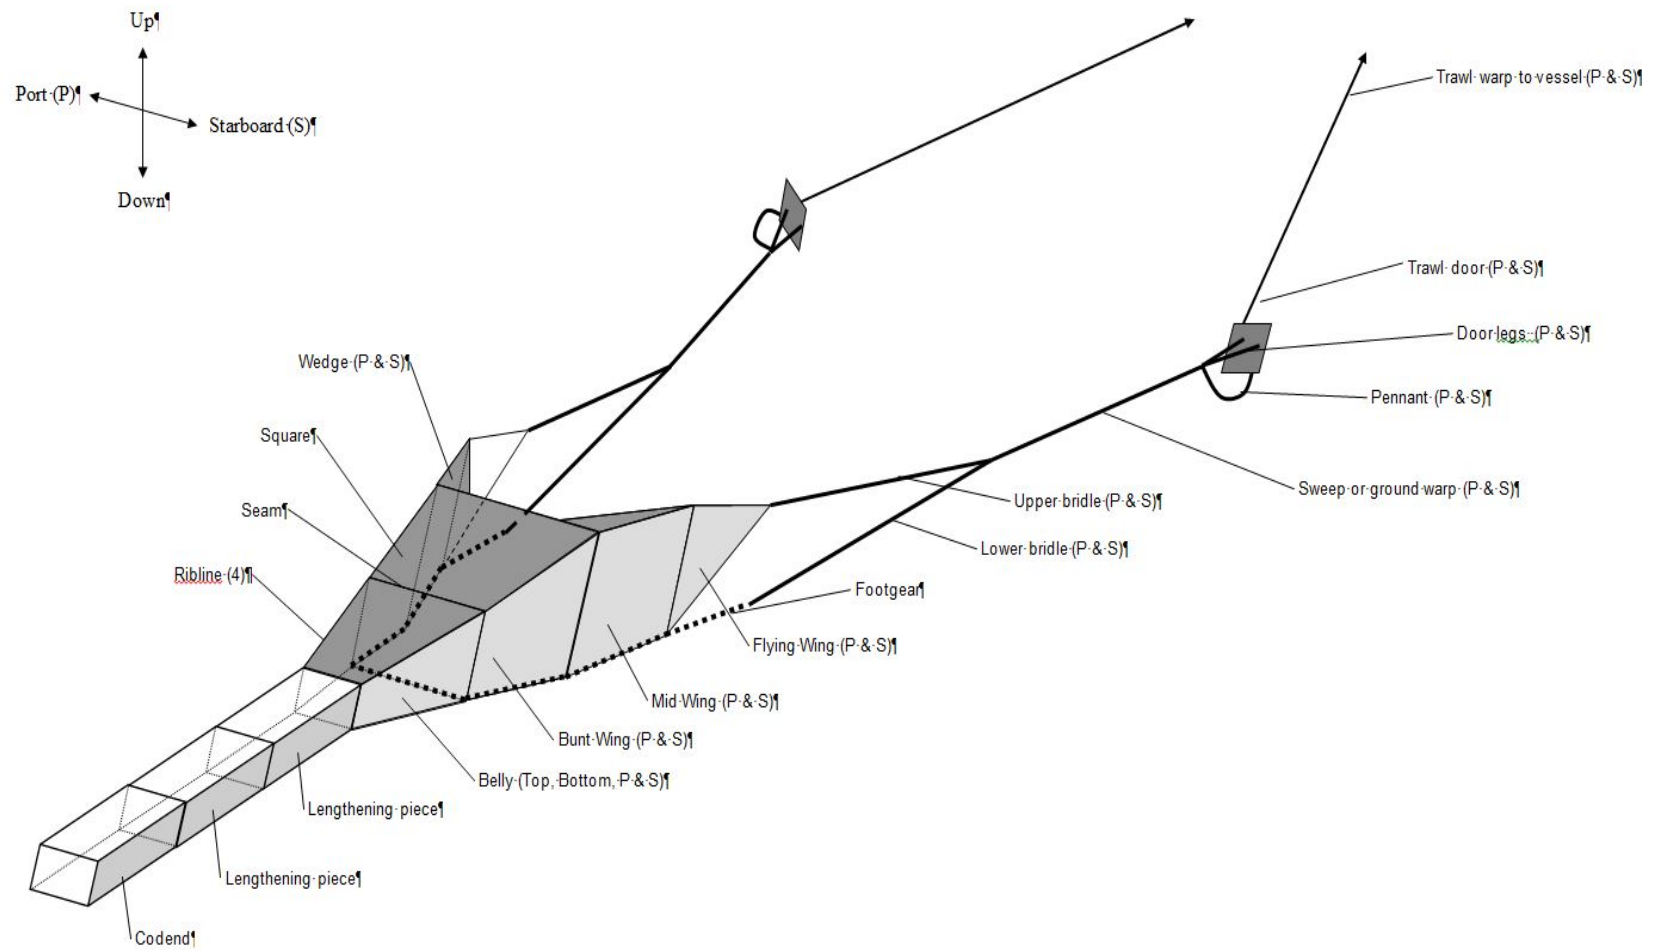 Up¶
Port·(P)¶
Starboard·(S)¶
Down¶
Trawl·warp·to·vessel·(P·&·S)¶
Trawl·door·(P·&·S)¶
Door·legs··(P·&·S)¶
Pennant·(P·&·S)¶
Wedge·(P·&·S)¶
Square¶
Seam¶
Ribline·(4)¶
Sweep·or·ground·warp·(P·&·S)¶
Upper·bridle·(P·&·S)¶
Lower·bridle·(P·&·S)¶
Footgear¶
Flying·Wing·(P·&·S)¶
Mid·Wing·(P·&·S)¶
Bunt·Wing·(P·&·S)¶
Belly·(Top,·Bottom,·P·&·S)¶
Lengthening·piece¶
Lengthening·piece¶
Codend¶